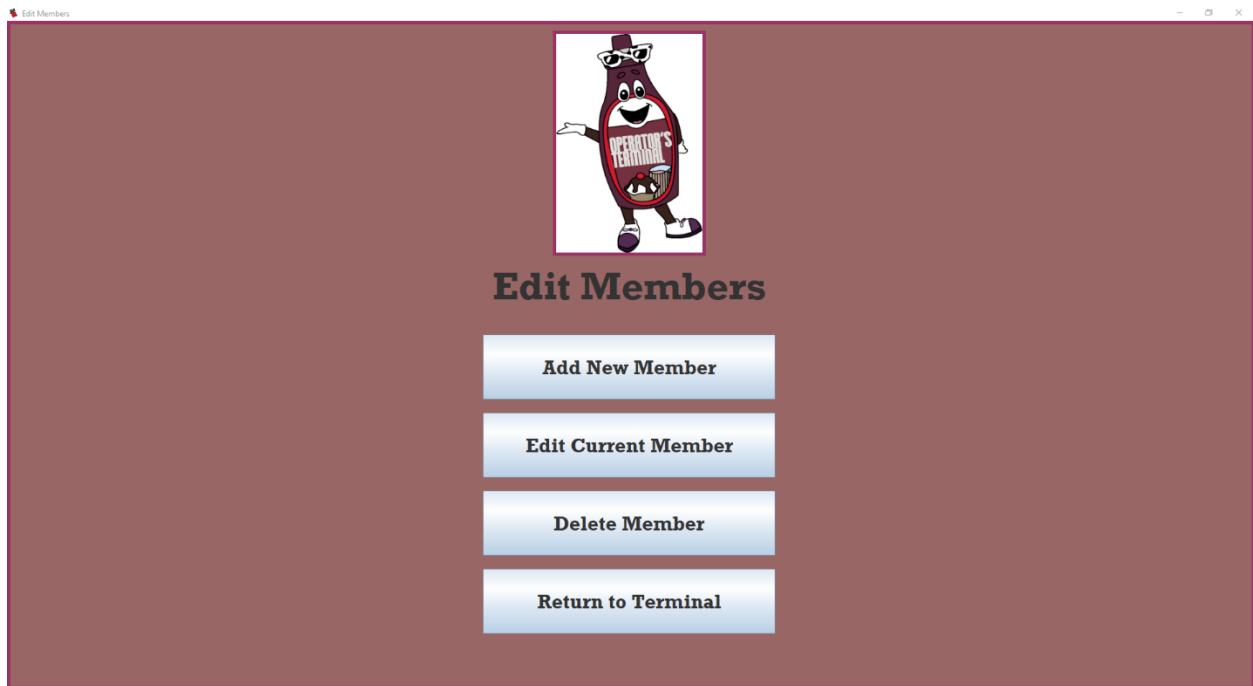 Edit Members
OPERATOR'S
TERMINAL
Edit Members
Add New Member
Edit Current Member
Delete Member
Return to Terminal